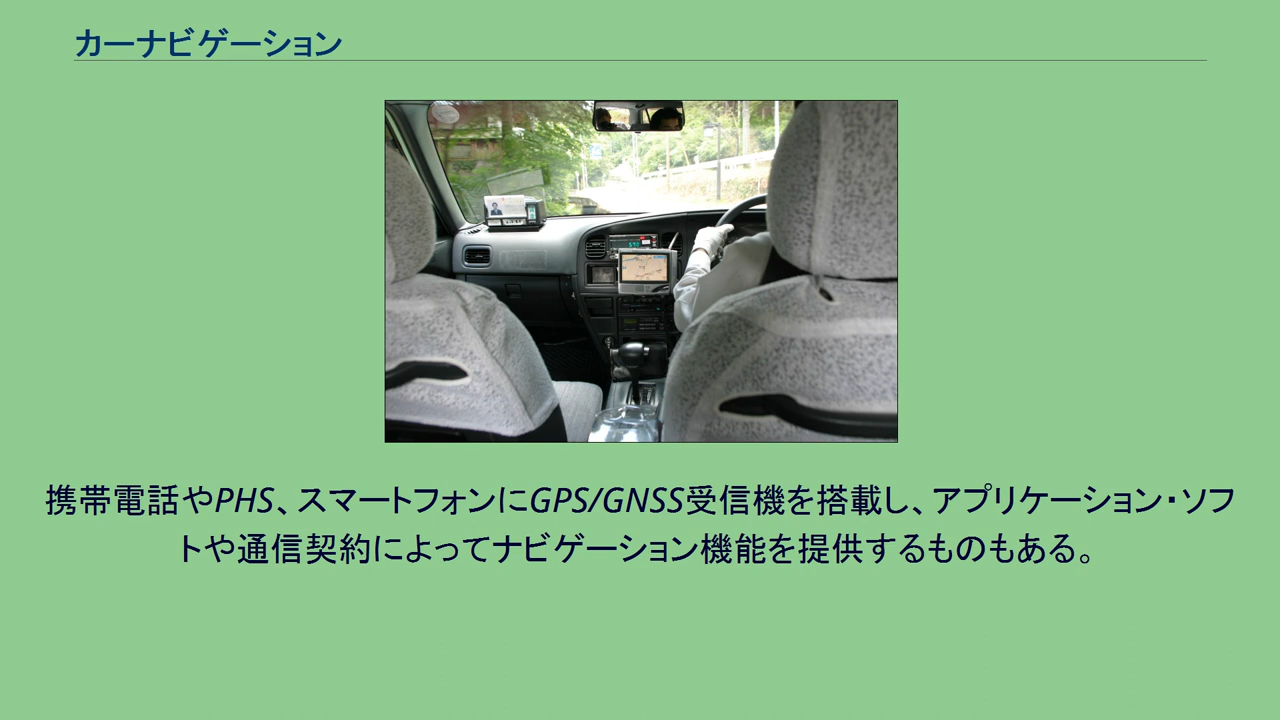 カーナビゲーション
携帯電話やPHS、スマートフォンにGPS/GNSS受信機を搭載し、アプリケーション・ソフ
トや通信契約によってナビゲーション機能を提供するものもある。